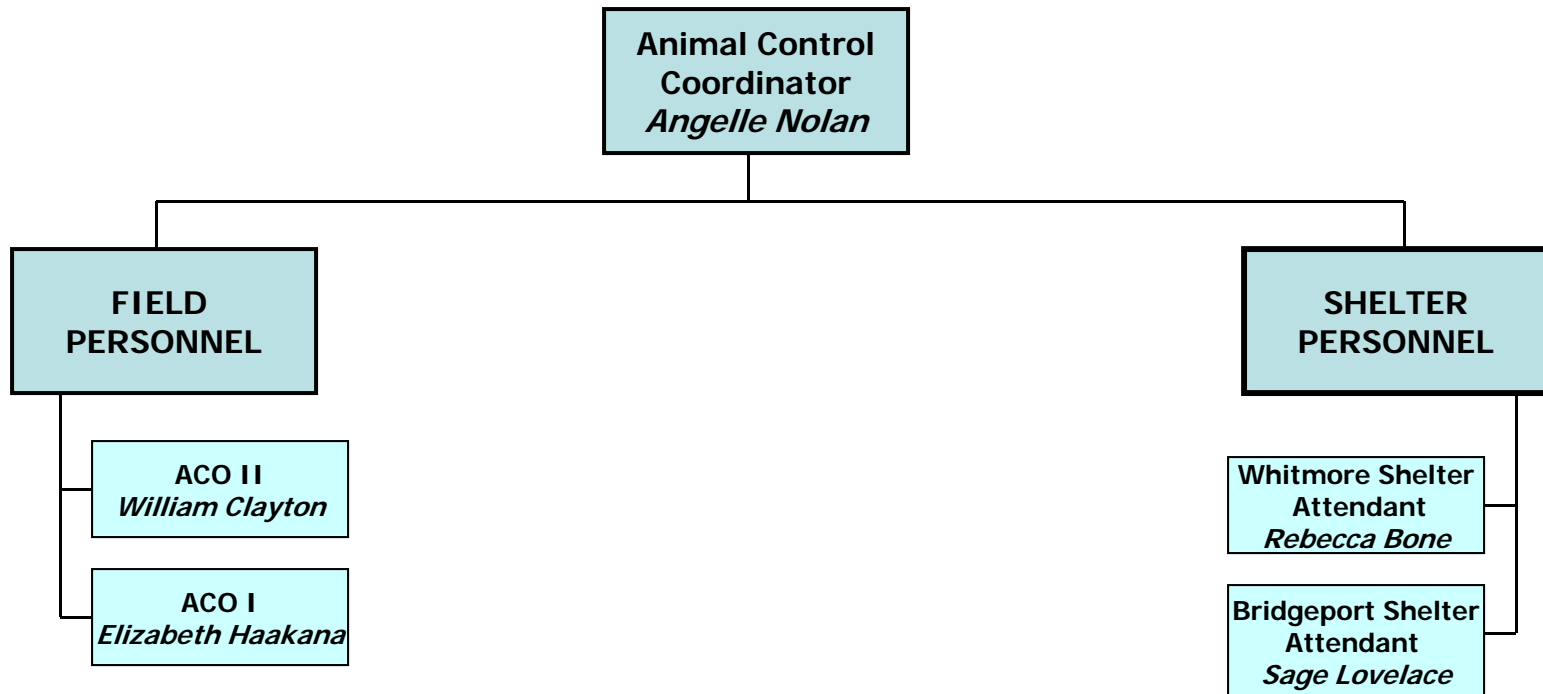 Animal Control
Coordinator
Angelle Nolan
FIELD
PERSONNEL
ACO II
William Clayton
ACO I
Elizabeth Haakana
SHELTER
PERSONNEL
Whitmore Shelter
Attendant
Rebecca Bone
Bridgeport Shelter
Attendant
Sage Lovelace